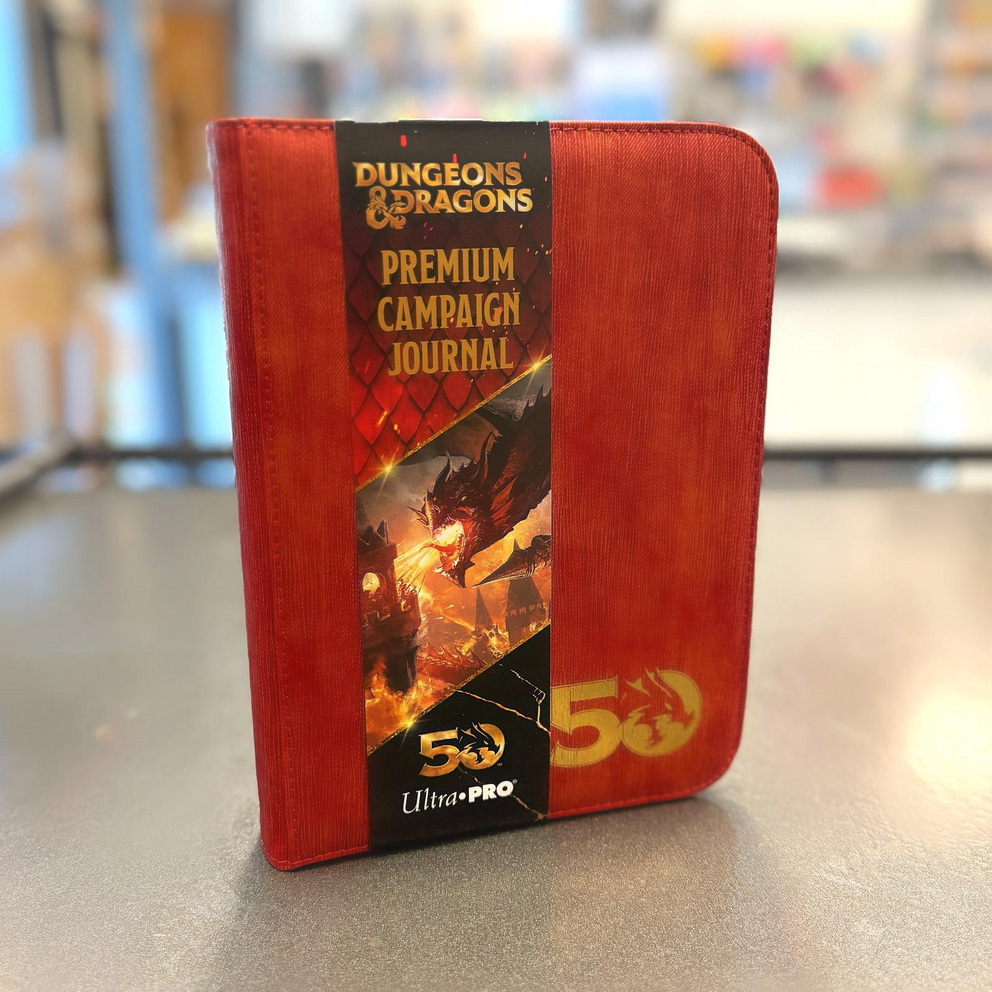 DUNGEONS
& DRAGONS
PREMIUM
CAMPAIGN
JOURNAL
50
Ultra•PRO®
50